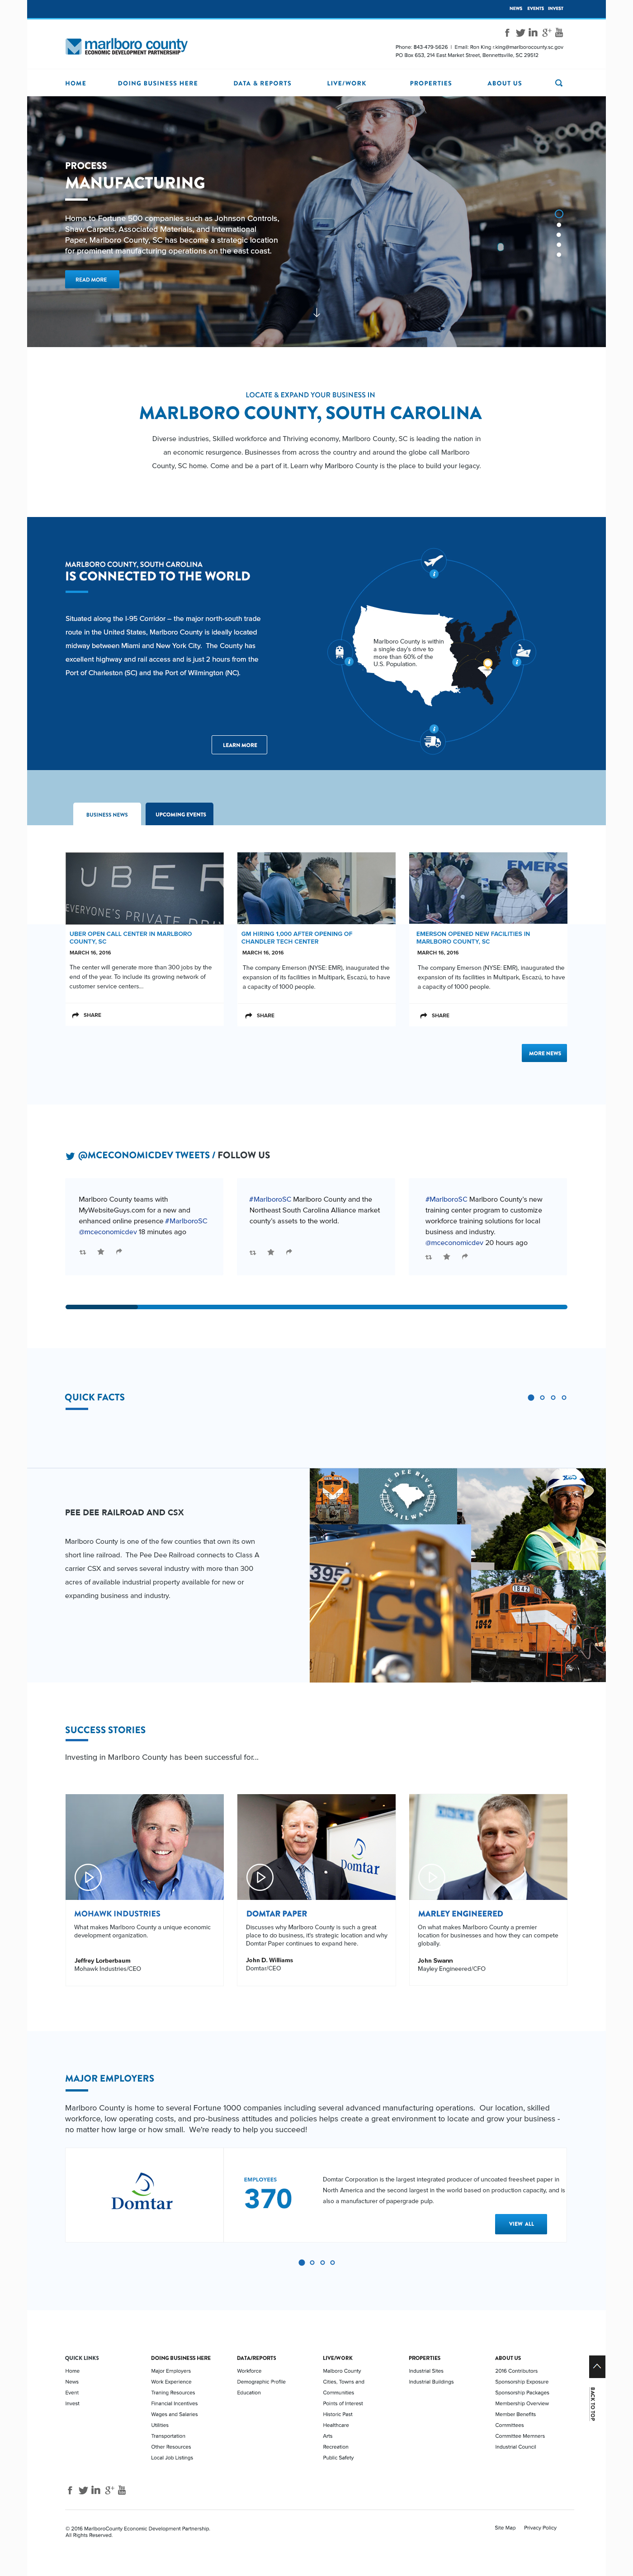 NEWS EVENTS INVEST
marlboro county
ECONOMIC DEVELOPMENT PARTNERSHIP
Phone: 843-479-5626 | Email: Ron King rking@marlborocounty.sc.gov
PO Box 653, 214 East Market Street, Bennettsville, SC 29512
HOME DOING BUSINESS HERE DATA & REPORTS LIVE/WORK PROPERTIES ABOUT US
PROCESS
MANUFACTURING
Home to Fortune 500 companies such as Johnson Controls,
Shaw Carpets, Associated Materials, and International
Paper, Marlboro County, SC has become a strategic location
for prominent manufacturing operations on the east coast.
READ MORE
LOCATE & EXPAND YOUR BUSINESS IN
MARLBORO COUNTY, SOUTH CAROLINA
Diverse industries, Skilled workforce and Thriving economy, Marlboro County, SC is leading the nation in
an economic resurgence. Businesses from across the country and around the globe call Marlboro
County, SC home. Come and be a part of it. Learn why Marlboro County is the place to build your legacy.
MARLBORO COUNTY, SOUTH CAROLINA
IS CONNECTED TO THE WORLD
Situated along the I-95 Corridor – the major north-south trade
route in the United States, Marlboro County is ideally located
midway between Miami and New York City. The County has
excellent highway and rail access and is just 2 hours from the
Port of Charleston (SC) and the Port of Wilmington (NC).
LEARN MORE
Marlboro County is within
a single day's drive to
more than 60% of the
U.S. Population.
BUSINESS NEWS UPCOMING EVENTS
UBER
EVERYONE'S PRIVATE DRI
EMERS
UBER OPEN CALL CENTER IN MARLBORO
COUNTY, SC
MARCH 16, 2016
The center will generate more than 300 jobs by the
end of the year. To include its growing network of
customer service centers...
SHARE
GM HIRING 1,000 AFTER OPENING OF
CHANDLER TECH CENTER
MARCH 16, 2016
The company Emerson (NYSE: EMR), inaugurated the
expansion of its facilities in Multipark, Escazú, to have
a capacity of 1000 people.
SHARE
EMERSON OPENED NEW FACILITIES IN
MARLBORO COUNTY, SC
MARCH 16, 2016
The company Emerson (NYSE: EMR), inaugurated the
expansion of its facilities in Multipark, Escazú, to have
a capacity of 1000 people.
SHARE
MORE NEWS
@MCECONOMICDEV TWEETS / FOLLOW US
Marlboro County teams with
MyWebsiteGuys.com for a new and
enhanced online presence #MarlboroSC
@mceconomicdev 18 minutes ago
#MarlboroSC Marlboro County and the
Northeast South Carolina Alliance market
county's assets to the world.
#MarlboroSC Marlboro County's new
training center program to customize
workforce training solutions for local
business and industry.
@mceconomicdev 20 hours ago
QUICK FACTS
PEE DEE RAILROAD AND CSX
Marlboro County is one of the few counties that own its own
short line railroad. The Pee Dee Railroad connects to Class A
carrier CSX and serves several industry with more than 300
acres of available industrial property available for new or
expanding business and industry.
PEE DEE RIVER
RAILWAY
395
CS
1842
1842
SUCCESS STORIES
Investing in Marlboro County has been successful for...
Domtar
MOHAWK INDUSTRIES
What makes Marlboro County a unique economic
development organization.
Jeffrey Lorberbaum
Mohawk Industries/CEO
DOMTAR PAPER
Discusses why Marlboro County is such a great
place to do business, it's strategic location and why
Domtar Paper continues to expand here.
John D. Williams
Domtar/CEO
MARLEY ENGINEERED
On what makes Marlboro County a premier
location for businesses and how they can compete
globally.
John Swann
Mayley Engineered/CFO
MAJOR EMPLOYERS
Marlboro County is home to several Fortune 1000 companies including several advanced manufacturing operations. Our location, skilled
workforce, low operating costs, and pro-business attitudes and policies helps create a great environment to locate and grow your business -
no matter how large or how small. We're ready to help you succeed!
Domtar
EMPLOYEES
370
Domtar Corporation is the largest integrated producer of uncoated freesheet paper in
North America and the second largest in the world based on production capacity, and is
also a manufacturer of papergrade pulp.
VIEW ALL
QUICK LINKS
Home
News
Event
Invest
DOING BUSINESS HERE
Major Employers
Work Experience
Training Resources
Financial Incentives
Wages and Salaries
Utilities
Transportation
Other Resources
Local Job Listings
DATA/REPORTS
Workforce
Demographic Profile
Education
LIVE/WORK
Malboro County
Cities, Towns and
Communities
Points of Interest
Historic Past
Healthcare
Arts
Recreation
Public Safety
PROPERTIES
Industrial Sites
Industrial Buildings
ABOUT US
2016 Contributors
Sponsorship Exposure
Sponsorship Packages
Membership Overview
Member Benefits
Committees
Committee Memners
Industrial Council
BACK TO TOP
© 2016 MarlboroCounty Economic Development Partnership.
All Rights Reserved.
Site Map Privacy Policy